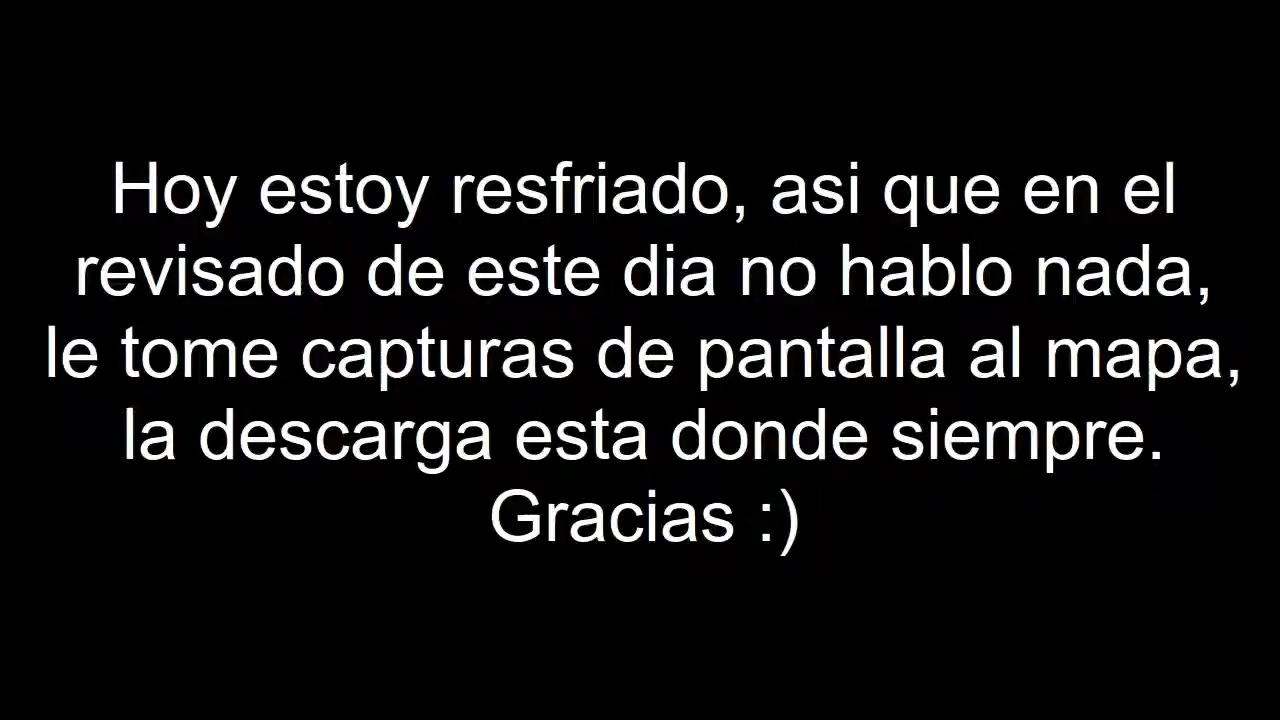 Hoy estoy resfriado, asi que en el
revisado de este dia no hablo nada,
le tome capturas de pantalla al mapa,
la descarga esta donde siempre.
Gracias :)